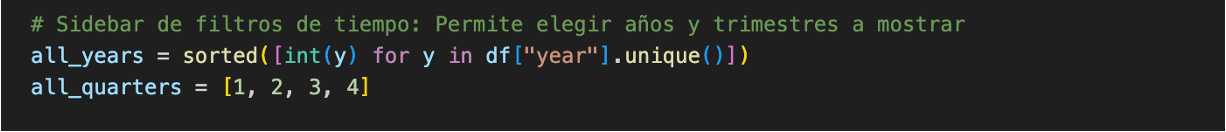 # Sidebar de filtros de tiempo: Permite elegir años y trimestres a mostrar
all_years = sorted([int(y) for y in df["year"].unique()])
all_quarters = [1, 2, 3, 4]